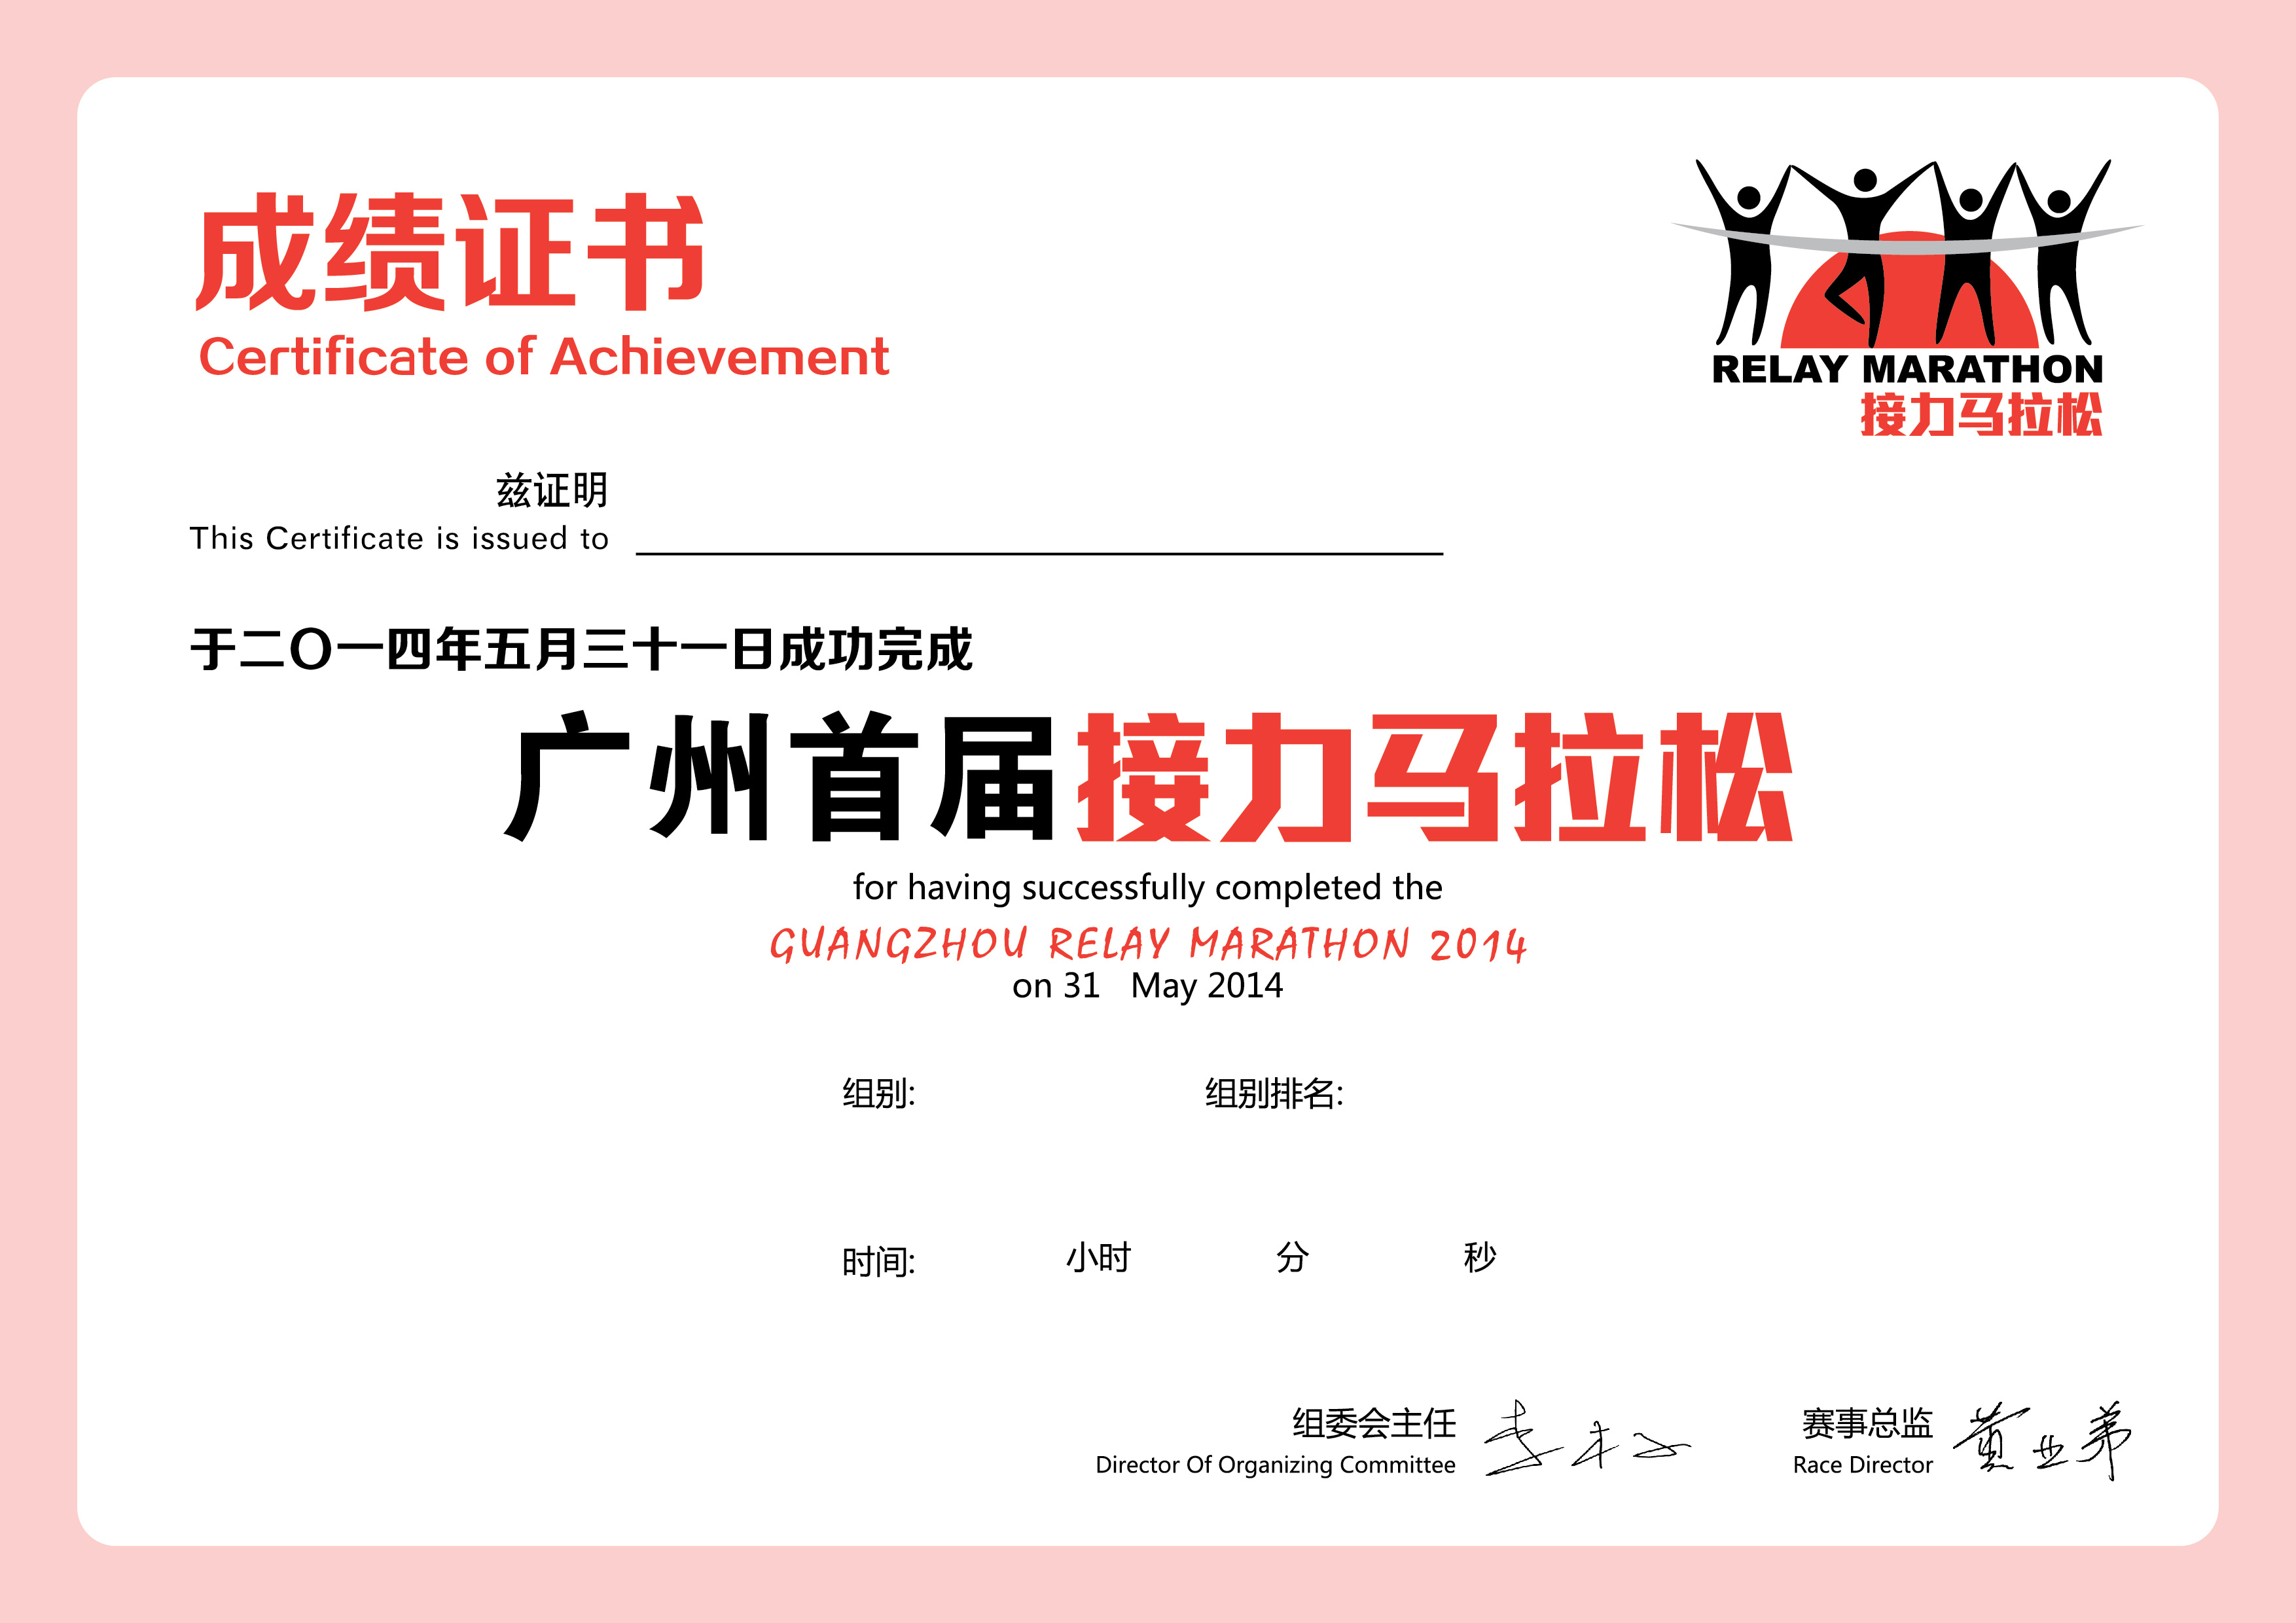 成绩证书
Certificate of Achievement
RELAY MARATHON
接力马拉松
兹证明
This Certificate is issued to
于二〇一四年五月三十一日成功完成
广州首届接力马拉松
for having successfully completed the
GUANGZHOU RELAY MARATHON 2014
on 31 May 2014
组别: 组别排名:
时间: 小时 分 秒
组委会主任
Director Of Organizing Committee
赛事总监
Race Director